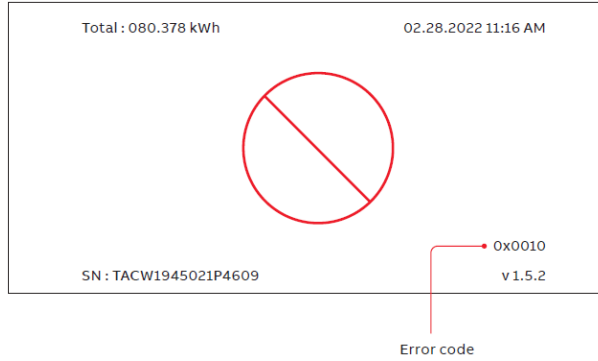 Total : 080.378 kWh 02.28.2022 11:16 AM
0x0010
SN : TACW1945021P4609 v 1.5.2
Error code